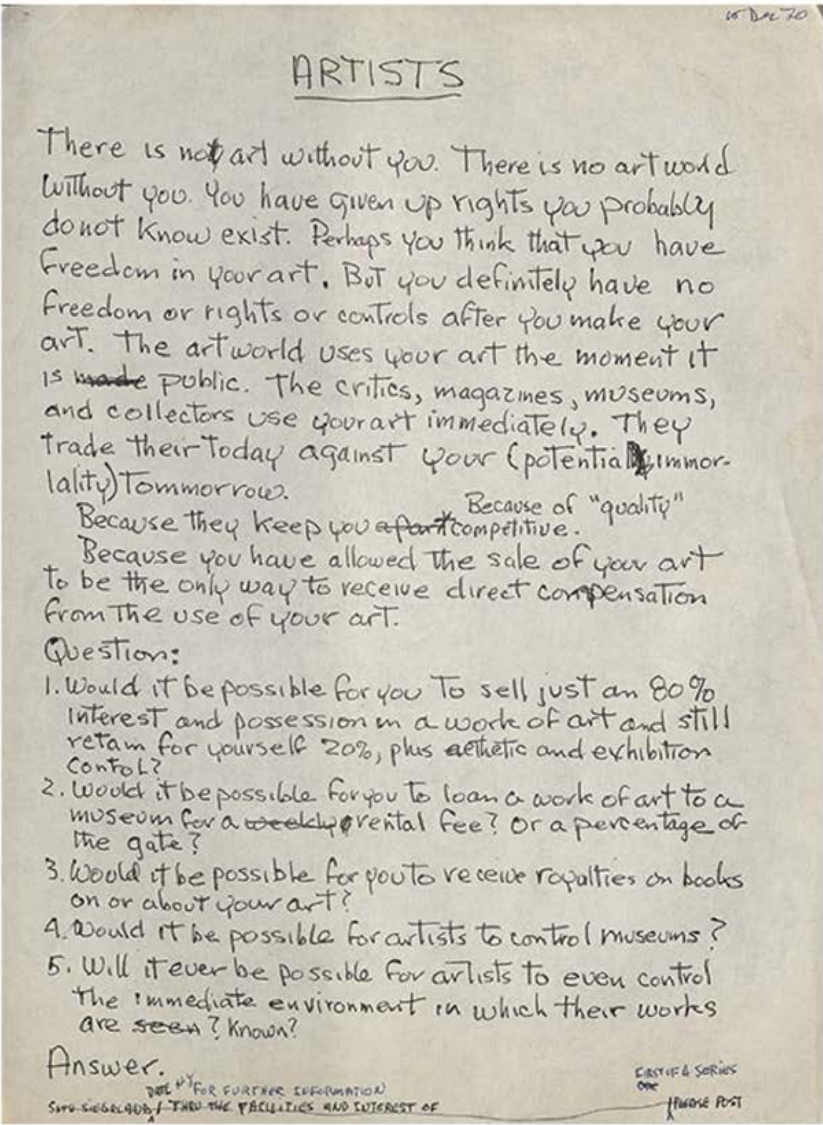 15 Dec 70
ARTISTS
There is no art without you. There is no art world
without you. You have given up rights you probably
do not know exist. Perhaps you think that you have
freedom in your art. But you definitely have no
freedom or rights or controls after you make your
art. The art world uses your art the moment it
is made public. The critics, magazines, museums,
and collectors use your art immediately. They
trade their today against your (potential immor-
tality) Tommorrow.
Because of "quality"
Because they keep you apart competitive.
Because you have allowed the sale of your art
to be the only way to receive direct compensation
from the use of your art.
Question:
1. Would it be possible for you to sell just an 80%
interest and possession in a work of art and still
retain for yourself 20%, plus aethetic and exhibition
control?
2. Would it be possible for you to loan a work of art to a
museum for a weekly rental fee? Or a percentage of
the gate?
3. Would it be possible for you to receive royalties on books
on or about your art?
4. Would it be possible for artists to control museums?
5. Will it ever be possible for artists to even control
the immediate environment in which their works
are seen? Known?
Answer.
FOR FURTHER INFORMATION
FIRST OF A SERIES
one
Seth Siegelaub / THRU THE FACILITIES AND INTEREST OF
PLEASE POST